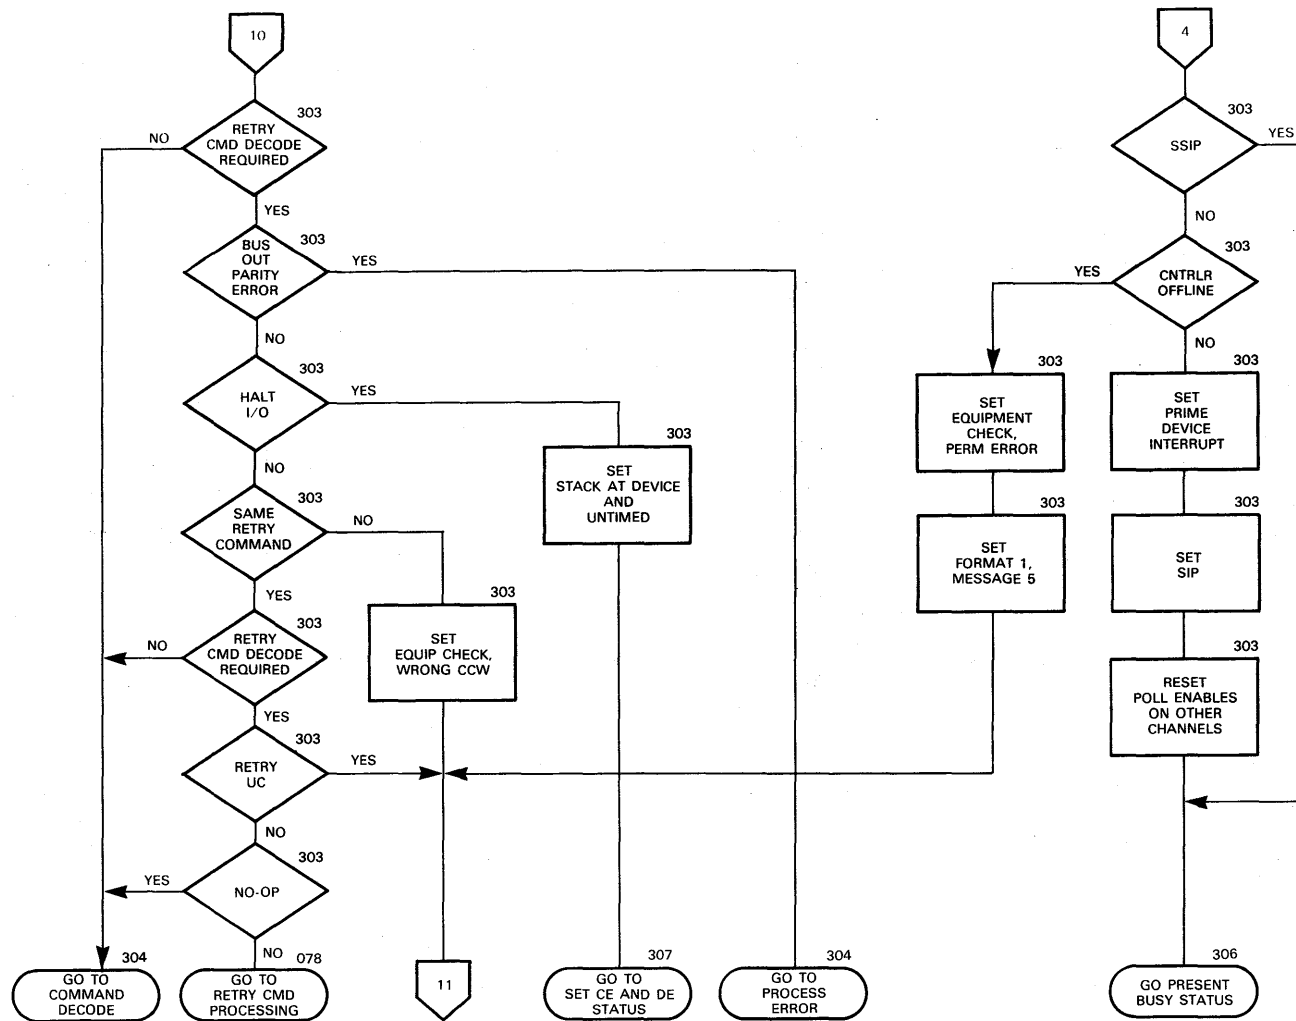 10
303
RETRY
CMD DECODE
REQUIRED
NO
YES
303
BUS
OUT
PARITY
ERROR
YES
NO
303
HALT
I/O
YES
NO
303
SAME
RETRY
COMMAND
NO
YES
303
RETRY
CMD DECODE
REQUIRED
NO
YES
303
RETRY
UC
YES
NO
303
NO-OP
YES
NO
304
GO TO
COMMAND
DECODE
078
GO TO
RETRY CMD
PROCESSING
303
SET
EQUIP CHECK,
WRONG CCW
11
303
SET
STACK AT DEVICE
AND
UNTIMED
307
GO TO
SET CE AND DE
STATUS
304
GO TO
PROCESS
ERROR
4
303
SSIP
YES
NO
303
CNTRLR
OFFLINE
YES
NO
303
SET
EQUIPMENT
CHECK,
PERM ERROR
303
SET
FORMAT 1,
MESSAGE 5
303
SET
PRIME
DEVICE
INTERRUPT
303
SET
SIP
303
RESET
POLL ENABLES
ON OTHER
CHANNELS
306
GO PRESENT
BUSY STATUS